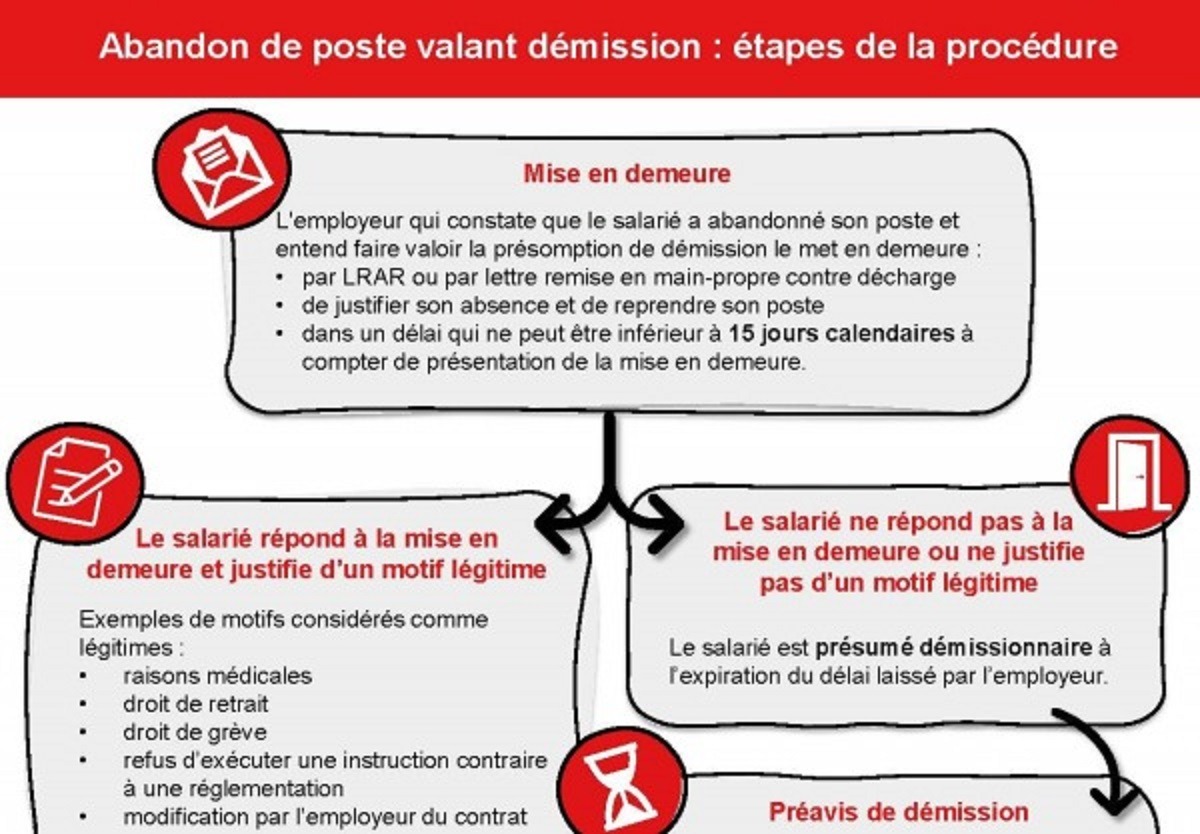 Abandon de poste valant démission : étapes de la procédure
Mise en demeure
L'employeur qui constate que le salarié a abandonné son poste et
entend faire valoir la présomption de démission le met en demeure :
• par LRAR ou par lettre remise en main-propre contre décharge
• de justifier son absence et de reprendre son poste
• dans un délai qui ne peut être inférieur à 15 jours calendaires à
compter de présentation de la mise en demeure.
Le salarié répond à la mise en
demeure et justifie d'un motif légitime
Exemples de motifs considérés comme
légitimes :
• raisons médicales
• droit de retrait
• droit de grève
• refus d'exécuter une instruction contraire
à une réglementation
• modification par l'employeur du contrat
Le salarié ne répond pas à la
mise en demeure ou ne justifie
pas d'un motif légitime
Le salarié est présumé démissionnaire à
l'expiration du délai laissé par l'employeur.
Préavis de démission